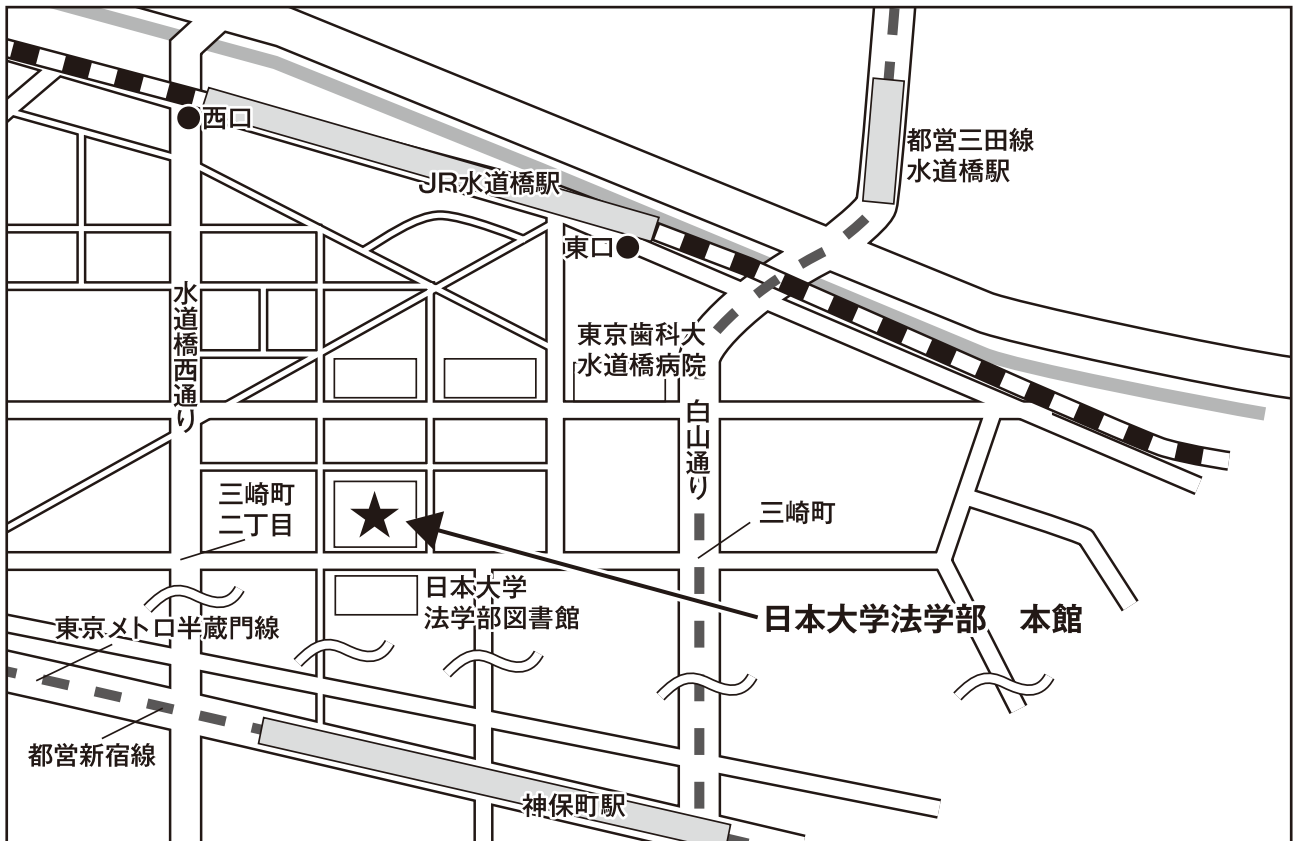 西口
都営三田線
水道橋駅
JR水道橋駅
東口
水道橋西通り
東京歯科大
水道橋病院
白山通り
三崎町
二丁目
三崎町
日本大学
法学部図書館
日本大学法学部　本館
東京メトロ半蔵門線
都営新宿線
神保町駅